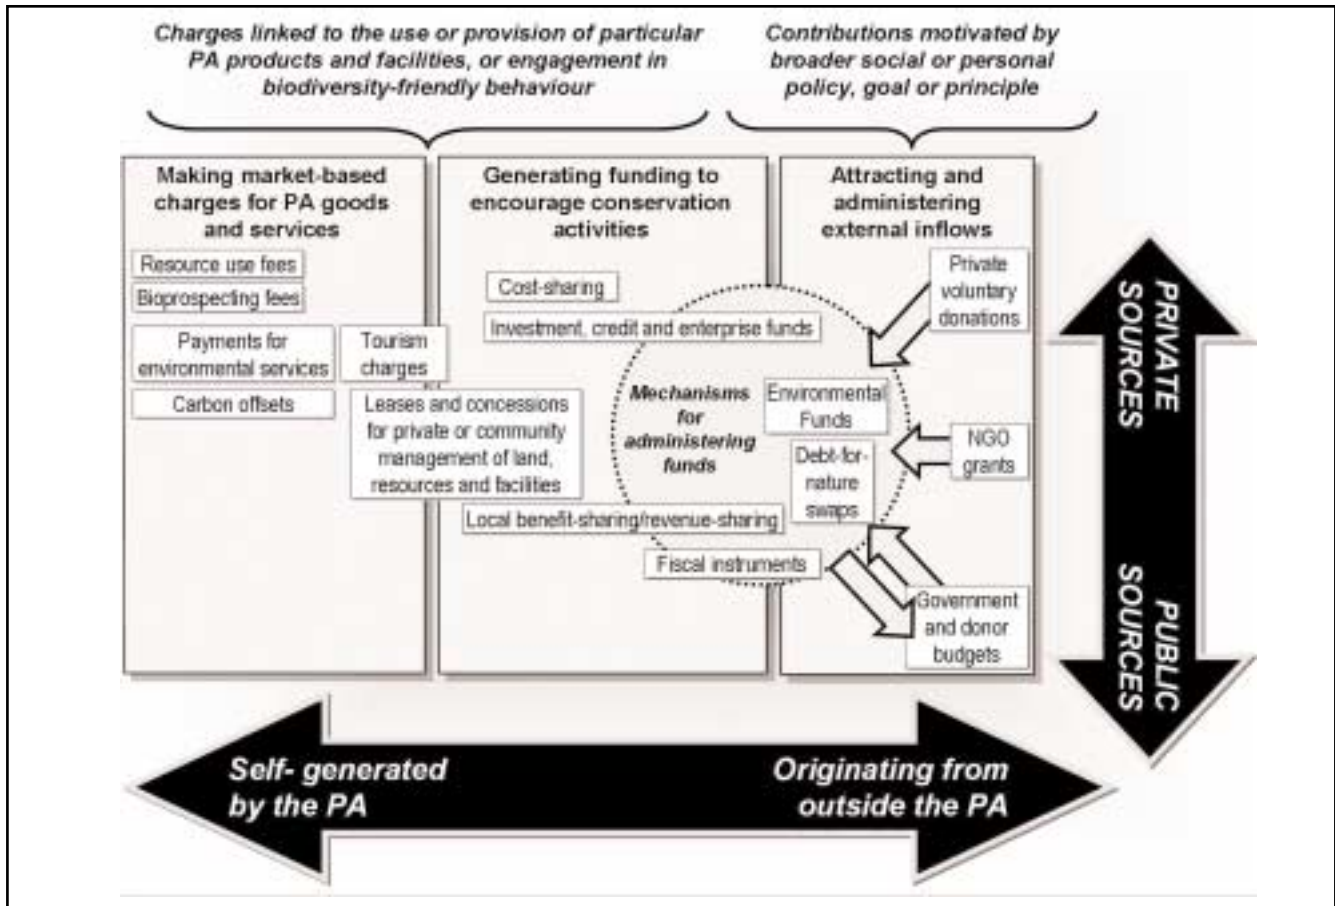 Charges linked to the use or provision of particular
PA products and facilities, or engagement in
biodiversity-friendly behaviour
Contributions motivated by
broader social or personal
policy, goal or principle
Making market-based
charges for PA goods
and services
Resource use fees
Bioprospecting fees
Payments for
environmental services
Carbon offsets
Tourism
charges
Leases and concessions
for private or community
management of land,
resources and facilities
Generating funding to
encourage conservation
activities
Cost-sharing
Investment, credit and enterprise funds
Mechanisms
for
administering
funds
Local benefit-sharing/revenue-sharing
Fiscal instruments
Attracting and
administering
external inflows
Private
voluntary
donations
Environmental
Funds
Debt-for-
nature
swaps
NGO
grants
Government
and donor
budgets
PRIVATE
SOURCES
PUBLIC
SOURCES
Self- generated
by the PA
Originating from
outside the PA